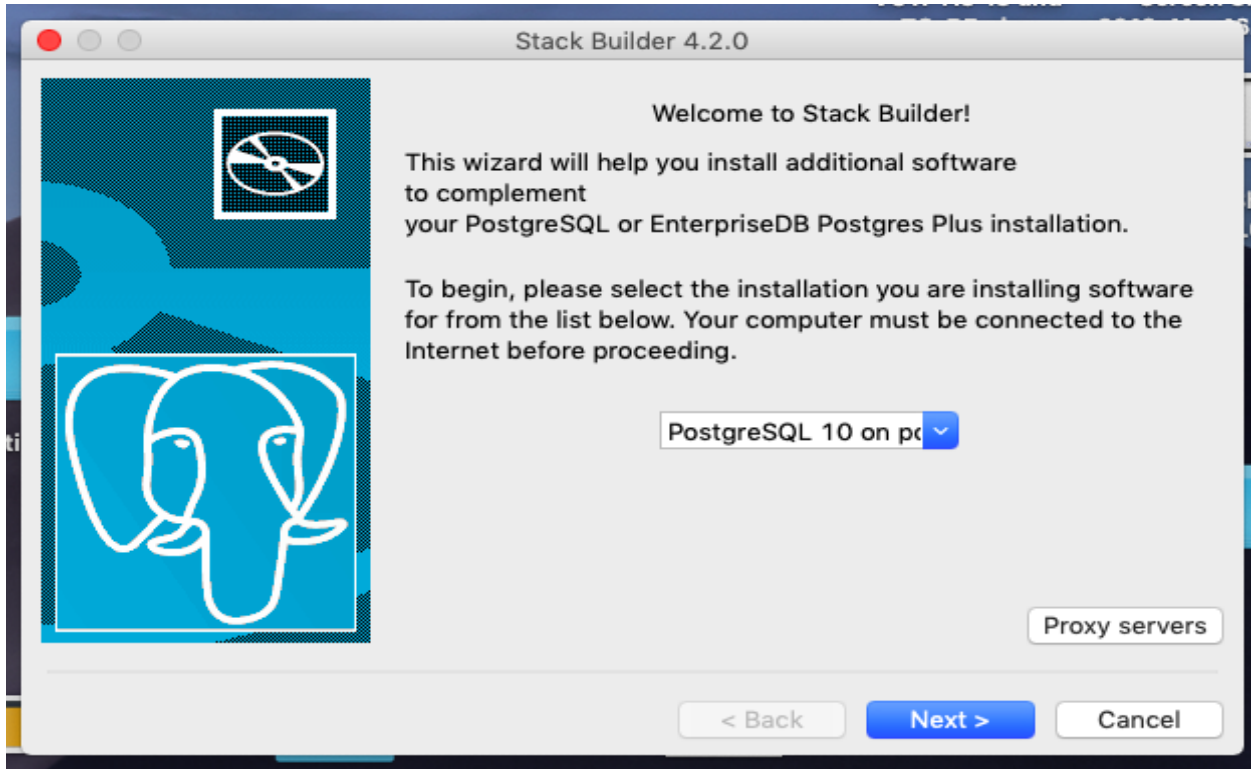 Stack Builder 4.2.0
Welcome to Stack Builder!
This wizard will help you install additional software
to complement
your PostgreSQL or EnterpriseDB Postgres Plus installation.
To begin, please select the installation you are installing software
for from the list below. Your computer must be connected to the
Internet before proceeding.
PostgreSQL 10 on
Proxy servers
< Back
Next >
Cancel